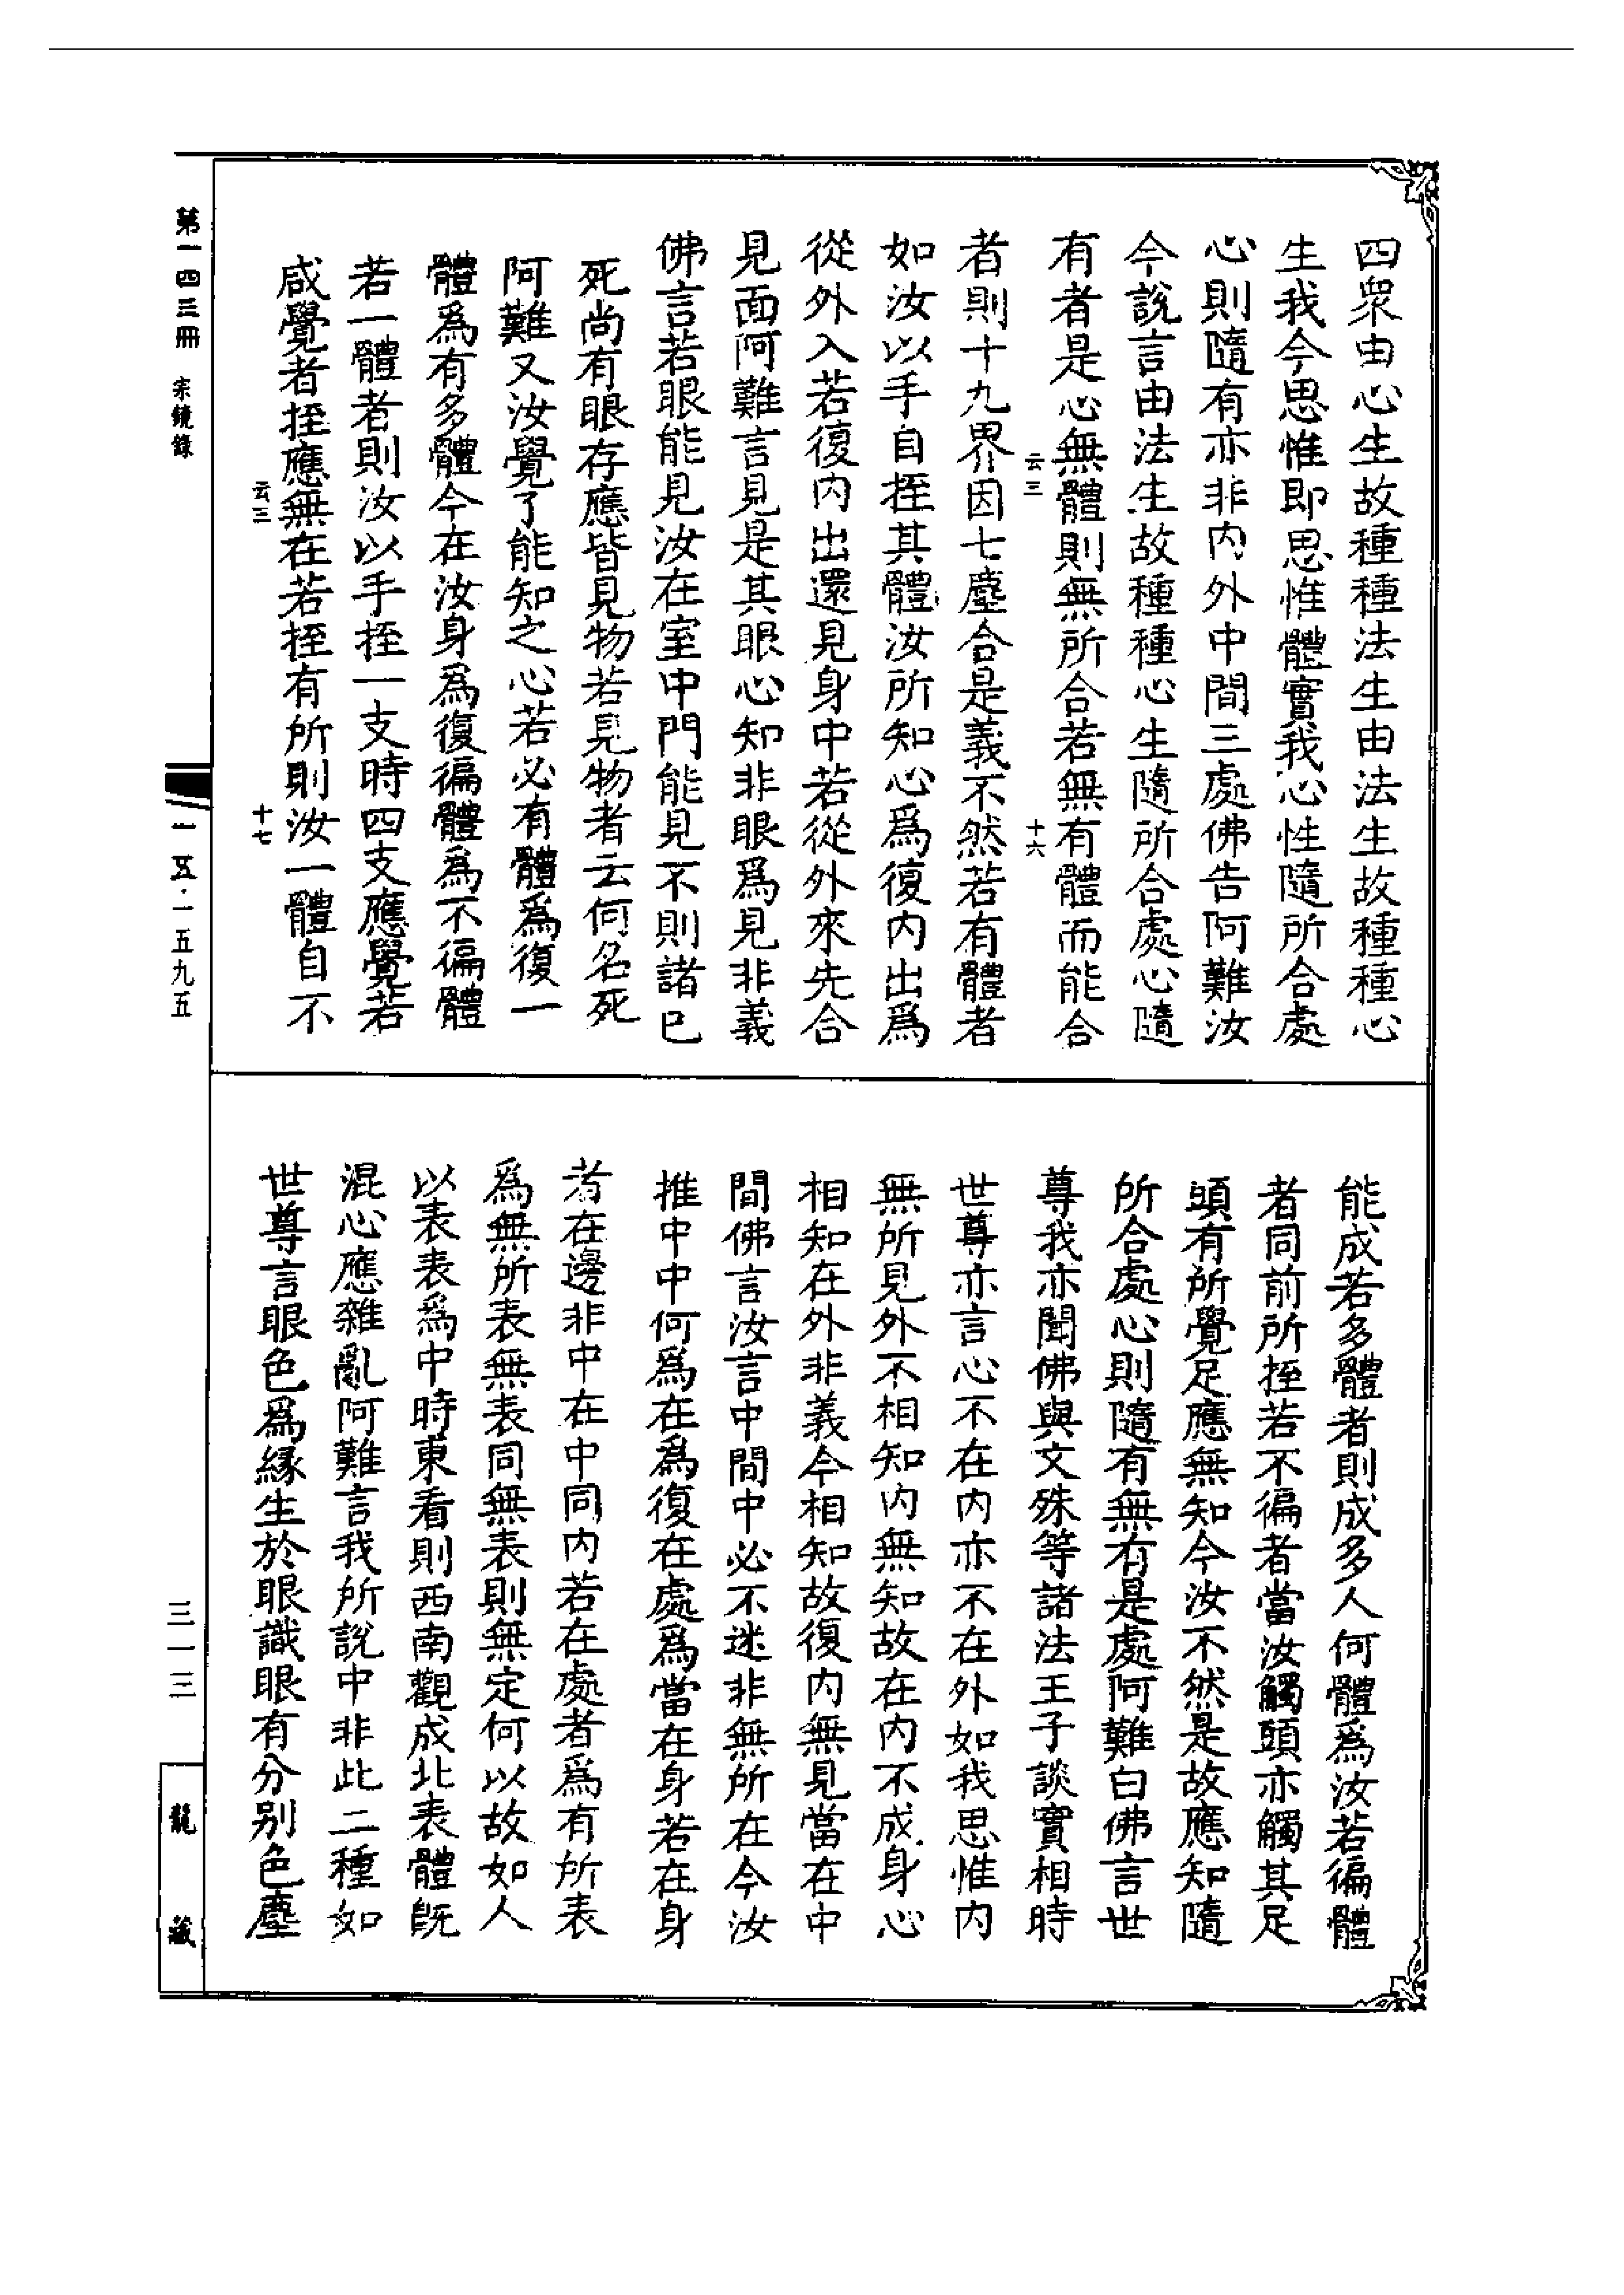 四衆由心生故種種法生由法生故種種心
生我今思惟即思惟體實我心性隨所合處
心則隨有亦非内外中間三處佛告阿難汝
今說言由法生故種種心生隨所合處心隨
有者是心無體則無所合若無有體而能合
云三
十六
者則十九界因七塵合是義不然若有體者
如汝以手自挃其體汝所知心爲復内出爲
從外入若復内出還見身中若從外來先合
見面阿難言見是其眼心知非眼爲見非義
佛言若眼能見汝在室中門能見不則諸已
死尚有眼存應皆見物若見物者云何名死
阿難又汝覺了能知之心若必有體爲復一
體爲有多體今在汝身爲復徧體爲不徧體
若一體者則汝以手挃一支時四支應覺若
咸覺者挃應無在若挃有所則汝一體自不
云三
十七
能成若多體者則成多人何體爲汝若徧體
者同前所挃若不徧者當汝觸頭亦觸其足
頭有所覺足應無知今汝不然是故應知隨
所合處心則隨有無有是處阿難白佛言世
尊我亦聞佛與文殊等諸法王子談實相時
世尊亦言心不在内亦不在外如我思惟内
無所見外不相知内無知故在内不成身心
相知在外非義今相知故復内無見當在中
間佛言汝言中間中必不迷非無所在今汝
推中中何爲在爲復在處爲當在身若在身
者在邊非中在中同内若在處者爲有所表
爲無所表無表同無表則無定何以故如人
以表表爲中時東看則西南觀成北表體既
混心應雜亂阿難言我所說中非此二種如
世尊言眼色爲緣生於眼識眼有分别色塵
第一四三冊 宗鏡錄
一一五·一五九五
三一三
龍藏